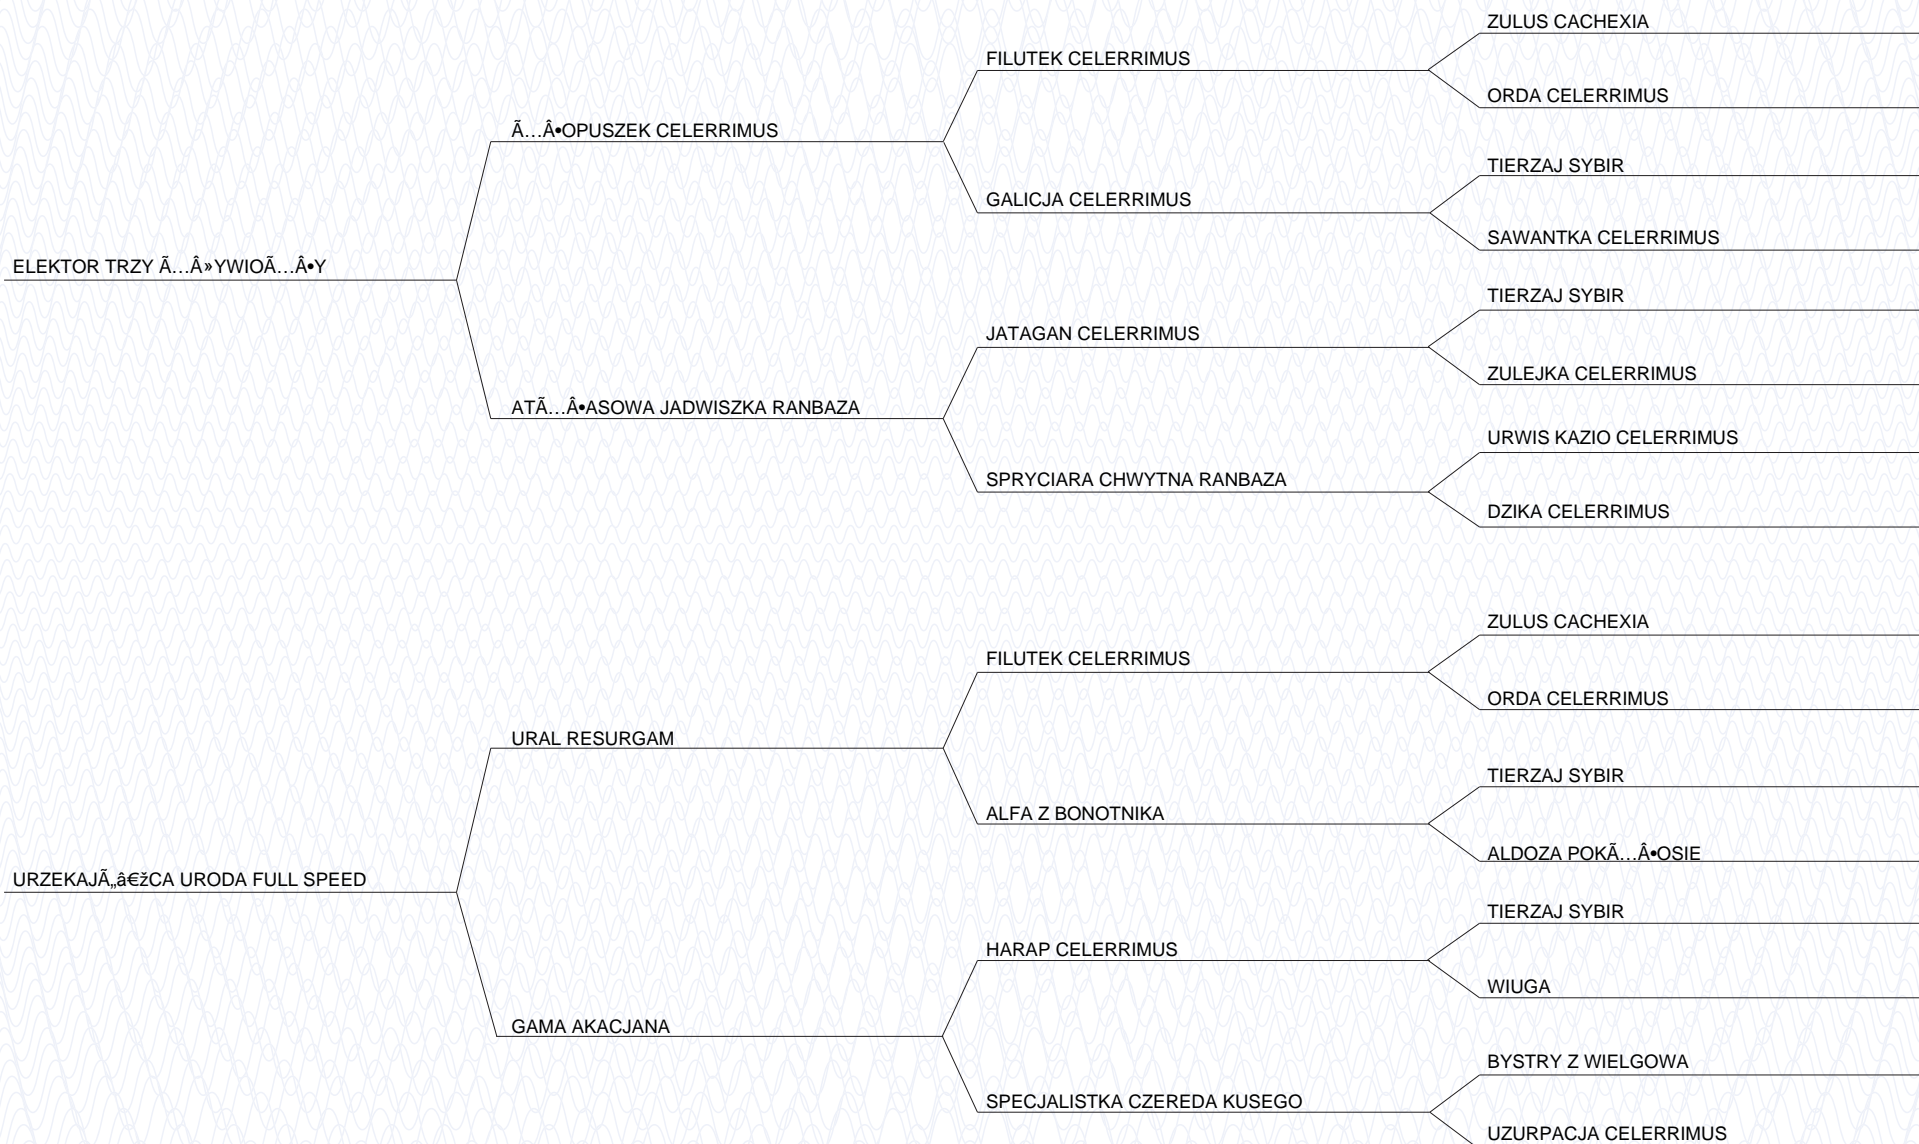 ZULUS CACHEXIA
FILUTEK CELERRIMUS
ORDA CELERRIMUS
Ã…Â•OPUSZEK CELERRIMUS
TIERZAJ SYBIR
GALICJA CELERRIMUS
SAWANTKA CELERRIMUS
ELEKTOR TRZY Ã…Â»YWIOÃ…Â•Y
TIERZAJ SYBIR
JATAGAN CELERRIMUS
ZULEJKA CELERRIMUS
ATÃ…Â•ASOWA JADWISZKA RANBAZA
URWIS KAZIO CELERRIMUS
SPRYCIARA CHWYTNA RANBAZA
DZIKA CELERRIMUS
ZULUS CACHEXIA
FILUTEK CELERRIMUS
ORDA CELERRIMUS
URAL RESURGAM
TIERZAJ SYBIR
ALFA Z BONOTNIKA
ALDOZA POKÃ…Â•OSIE
URZEKAJÃ„â€žCA URODA FULL SPEED
TIERZAJ SYBIR
HARAP CELERRIMUS
WIUGA
GAMA AKACJANA
BYSTRY Z WIELGOWA
SPECJALISTKA CZEREDA KUSEGO
UZURPACJA CELERRIMUS